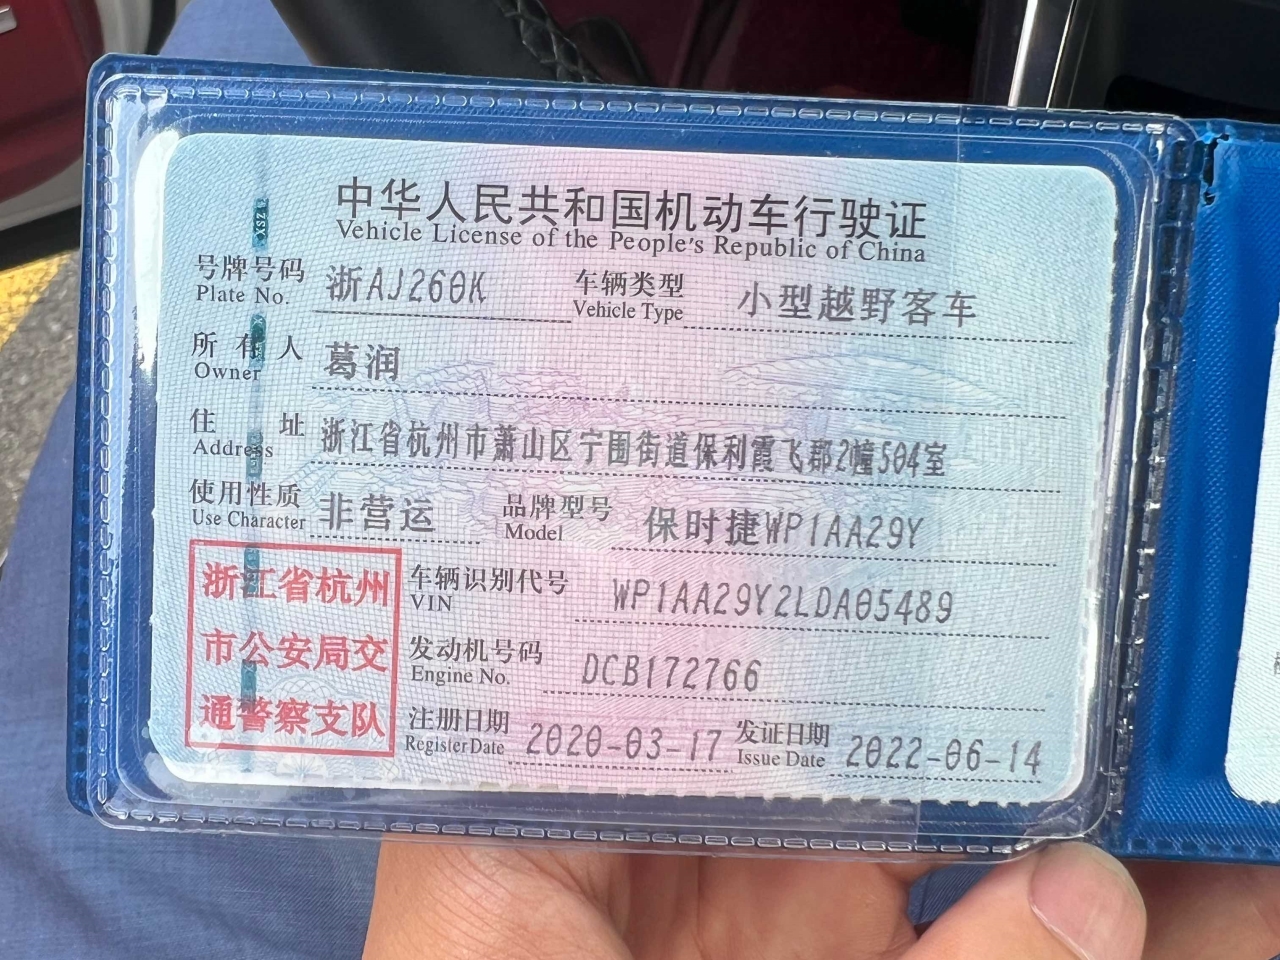 中华人民共和国机动车行驶证
Vehicle License of the People's Republic of China
号牌号码 浙AJ260K 车辆类型 小型越野客车
Plate No. Vehicle Type
所有人 葛润
Owner
住址 浙江省杭州市萧山区宁围街道保利霞飞郡2幢504室
Address
使用性质 非营运 品牌型号 保时捷WP1AA29Y
Use Character Model
浙江省杭州
市公安局交
通警察支队
车辆识别代号 WP1AA29Y2LDA05489
VIN
发动机号码 DCB172766
Engine No.
注册日期 2020-03-17 发证日期 2022-06-14
Register Date Issue Date